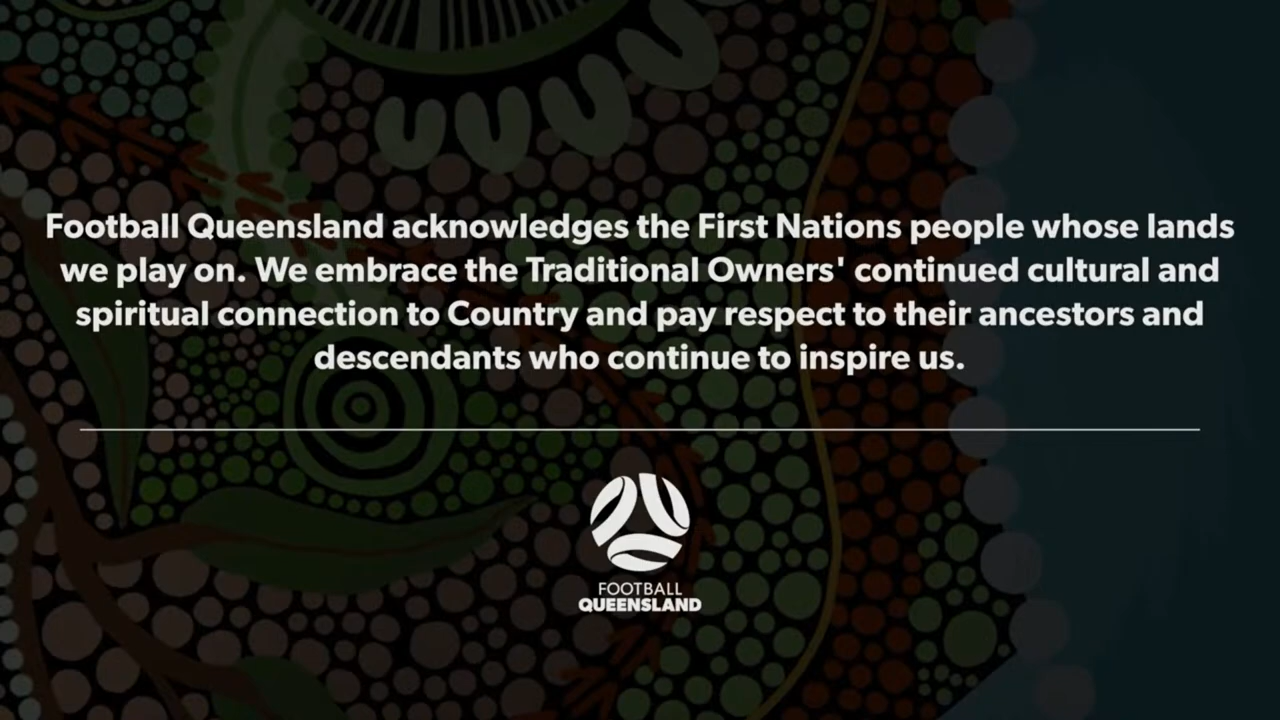 Football Queensland acknowledges the First Nations people whose lands
we play on. We embrace the Traditional Owners' continued cultural and
spiritual connection to Country and pay respect to their ancestors and
descendants who continue to inspire us.
FOOTBALL
QUEENSLAND